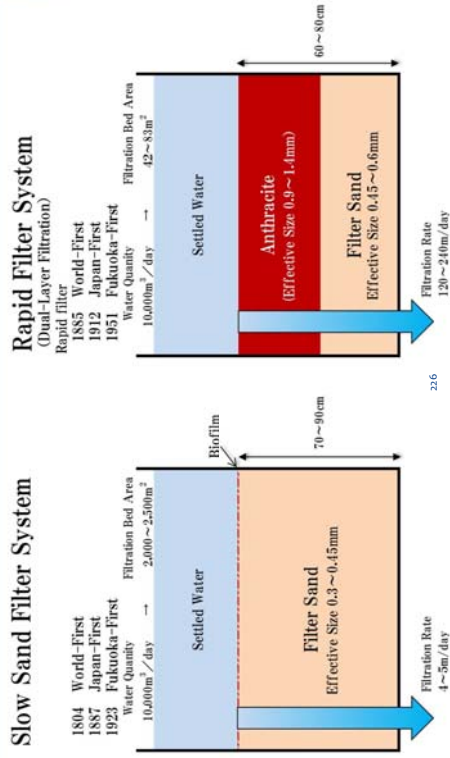 Slow Sand Filter System
1804 World-First
1887 Japan-First
1923 Fukuoka-First
Water Quanity → Filtration Bed Area
10,000m³/day 2,000~2,500m²
Biofilm
Settled Water
Filter Sand
Effective Size 0.3~0.45mm
70~90cm
Filtration Rate
4~5m/day
Rapid Filter System
(Dual-Layer Filtration)
Rapid filter
1885 World-First
1912 Japan-First
1951 Fukuoka-First
Water Quanity → Filtration Bed Area
10,000m³/day 42~83m²
Settled Water
Anthracite
(Effective Size 0.9~1.4mm)
Filter Sand
Effective Size 0.45~0.6mm
60~80cm
Filtration Rate
120~240m/day
226